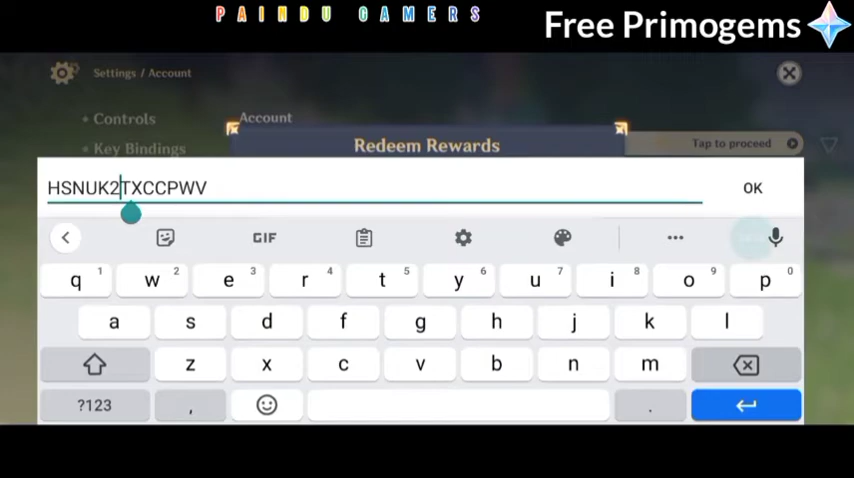 PAINDU GAMERS
Free Primogems
Settings / Account
Controls
Account
Key Bindings
Redeem Rewards
Tap to proceed
HSNUK2TXCCPWV
OK
GIF
q 1 w 2 e 3 r 4 t 5 y 6 u 7 i 8 o 9 p 0
a s d f g h j k l
z x c v b n m
?123 , .